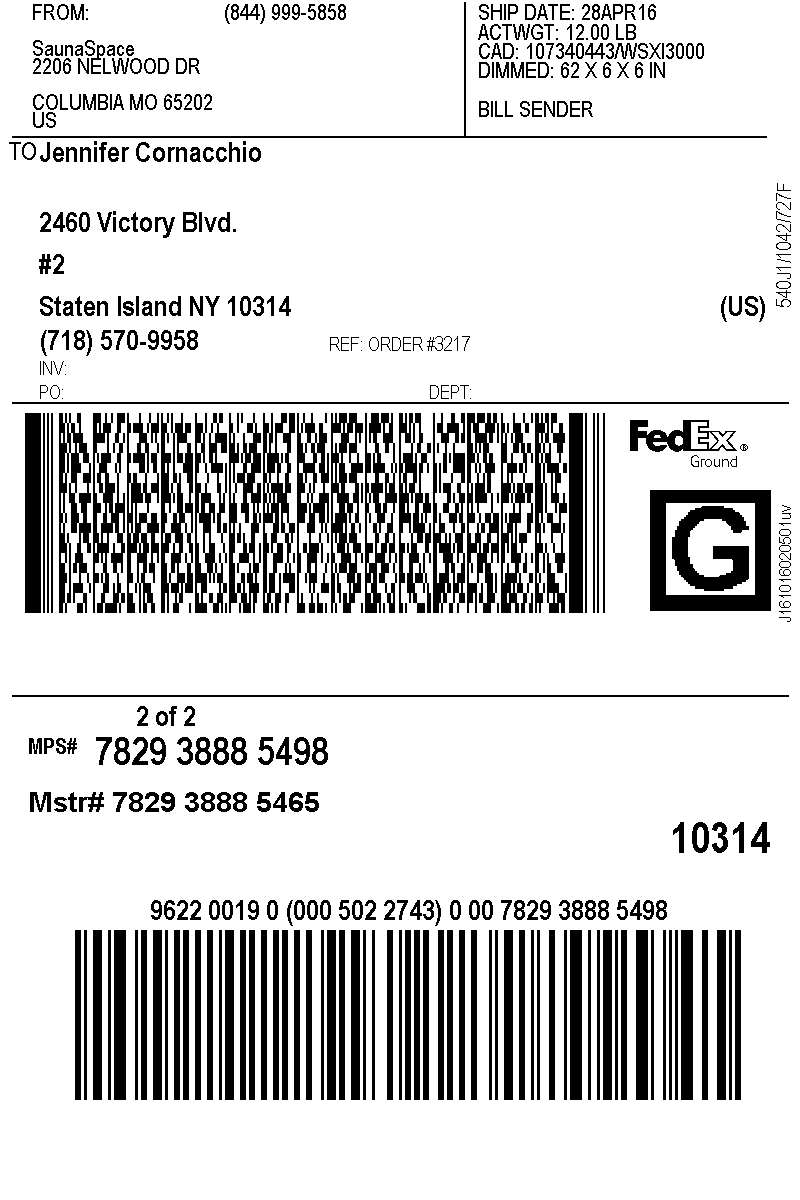 FROM: (844) 999-5858
SaunaSpace
2206 NELWOOD DR
COLUMBIA MO 65202
US
SHIP DATE: 28APR16
ACTWGT: 12.00 LB
CAD: 107340443/WSXI3000
DIMMED: 62 X 6 X 6 IN
BILL SENDER
TO Jennifer Cornacchio
2460 Victory Blvd.
#2
Staten Island NY 10314 (US)
(718) 570-9958 REF: ORDER #3217
INV:
PO: DEPT:
540J1/1042/727F
FedEx®
Ground
G
J161016020501uv
2 of 2
MPS# 7829 3888 5498
Mstr# 7829 3888 5465
10314
9622 0019 0 (000 502 2743) 0 00 7829 3888 5498